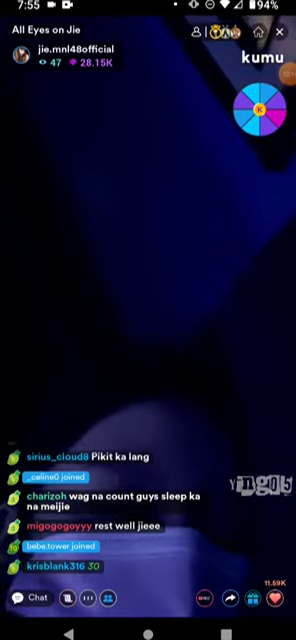 7:55
94%
All Eyes on Jie
jie.mnl48official
47 28.15K
kumu
K
sirius_cloud8 Pikit ka lang
_celine0 joined
charizoh wag na count guys sleep ka
na meijie
migogogoyyy rest well jieee
bebe.tower joined
krisblank316 30
Yng05
11.59K
Chat